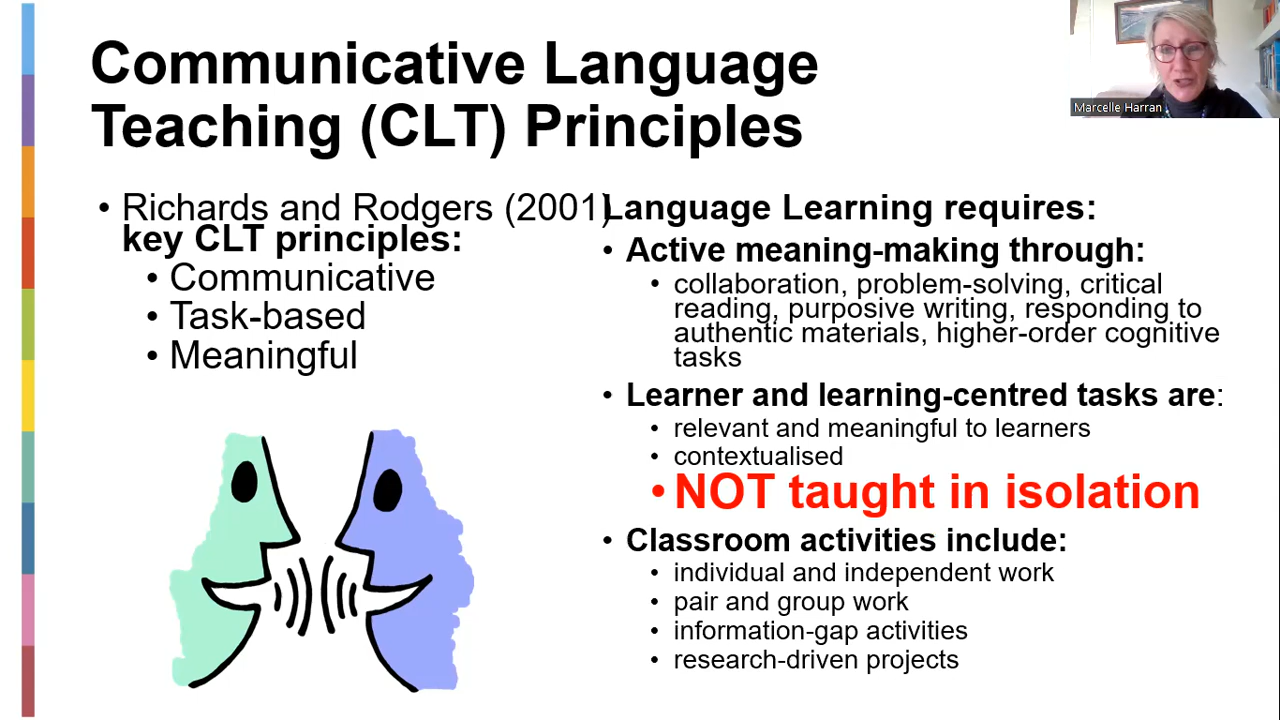 Communicative Language
Teaching (CLT) Principles
Marcelle Harran
• Richards and Rodgers (2001)
key CLT principles:
• Communicative
• Task-based
• Meaningful
Language Learning requires:
• Active meaning-making through:
• collaboration, problem-solving, critical
reading, purposive writing, responding to
authentic materials, higher-order cognitive
tasks
• Learner and learning-centred tasks are:
• relevant and meaningful to learners
• contextualised
• NOT taught in isolation
• Classroom activities include:
• individual and independent work
• pair and group work
• information-gap activities
• research-driven projects